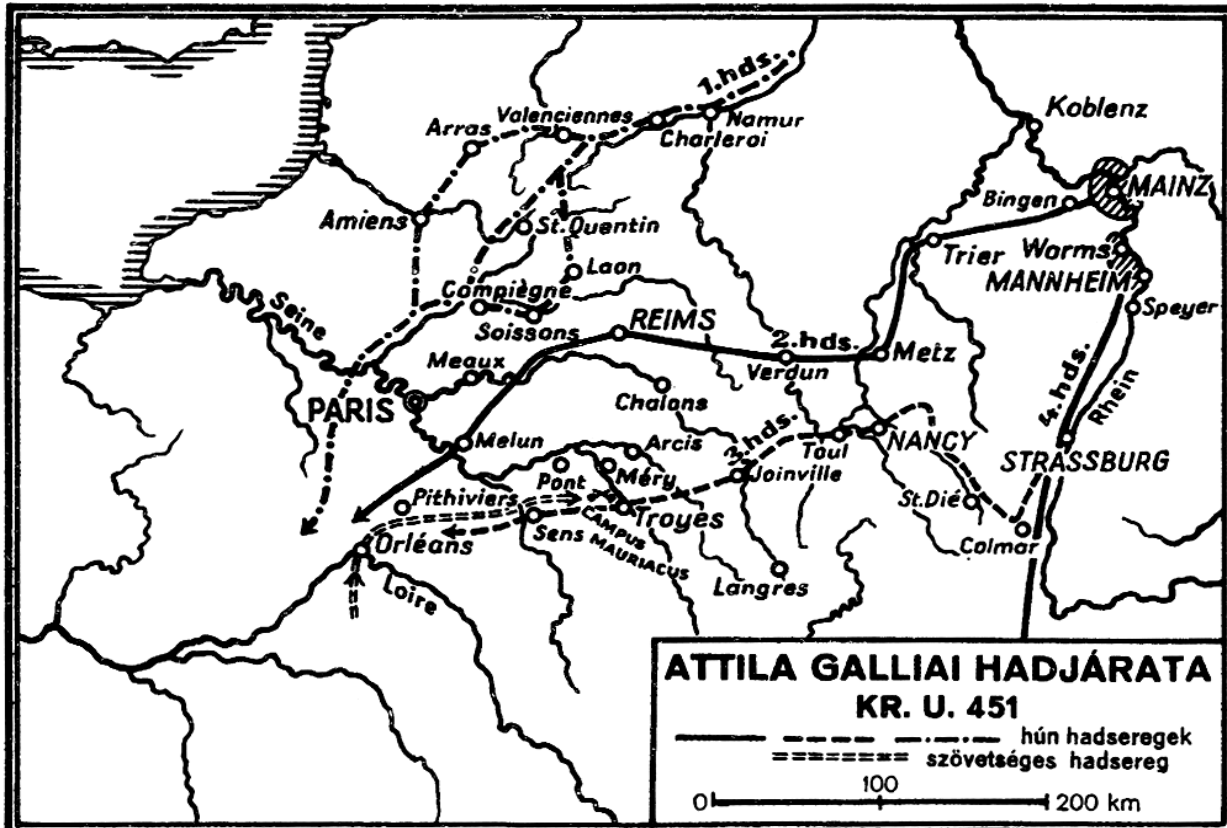 1. hds.
Koblenz
Valenciennes
Namur
Charleroi
Arras
MAINZ
Bingen
Amiens
St. Quentin
Trier
Worms
MANNHEIM
Laon
Compiègne
Speyer
Seine
Soissons
REIMS
2. hds.
Metz
Verdun
Meaux
Chalons
4. hds.
Rhein
PARIS
Melun
Arcis
3. hds.
Toul
NANCY
STRASSBURG
Pont
Méry
Joinville
St. Dié
Pithiviers
Troyes
Sens
CAMPUS
MAURIACUS
Colmar
Orléans
Langres
Loire
ATTILA GALLIAI HADJÁRATA
KR. U. 451
hún hadseregek
szövetséges hadsereg
0 100 200 km